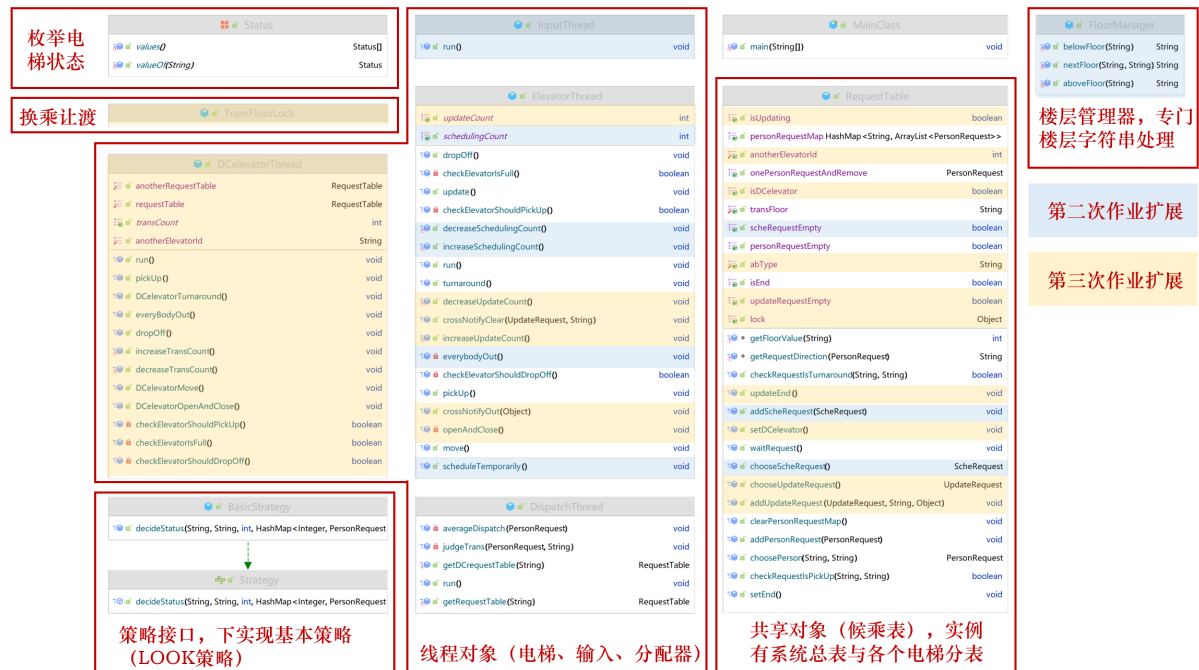 枚举电
梯状态
Status
values() Status[]
valueOf(String) Status
换乘让渡
TransFloorLock
DCelevatorThread
anotherRequestTable RequestTable
requestTable RequestTable
transCount int
anotherElevatorId String
run() void
pickUp() void
DCelevatorTurnaround() void
everyBodyOut() void
dropOff() void
increaseTransCount() void
decreaseTransCount() void
DCelevatorMove() void
DCelevatorOpenAndClose() void
checkElevatorShouldPickUp() boolean
checkElevatorIsFull() boolean
checkElevatorShouldDropOff() boolean
BasicStrategy
decideStatus(String, String, int, HashMap<Integer, PersonRequest
Strategy
decideStatus(String, String, int, HashMap<Integer, PersonRequest
策略接口，下实现基本策略
（LOOK策略）
InputThread
run() void
ElevatorThread
updateCount int
schedulingCount int
dropOff() void
checkElevatorIsFull() boolean
update() void
checkElevatorShouldPickUp() boolean
decreaseSchedulingCount() void
increaseSchedulingCount() void
run() void
turnaround() void
decreaseUpdateCount() void
crossNotifyClear(UpdateRequest, String) void
increaseUpdateCount() void
everybodyOut() void
checkElevatorShouldDropOff() boolean
pickUp() void
crossNotifyOut(Object) void
openAndClose() void
move() void
scheduleTemporarily() void
DispatchThread
averageDispatch(PersonRequest) void
judgeTrans(PersonRequest, String) void
getDCrequestTable(String) RequestTable
run() void
getRequestTable(String) RequestTable
线程对象（电梯、输入、分配器）
MainClass
main(String[]) void
RequestTable
isUpdating boolean
personRequestMap HashMap<String, ArrayList<PersonRequest>>
anotherElevatorId int
onePersonRequestAndRemove PersonRequest
isDCelevator boolean
transFloor String
scheRequestEmpty boolean
personRequestEmpty boolean
abType String
isEnd boolean
updateRequestEmpty boolean
lock Object
getFloorValue(String) int
getRequestDirection(PersonRequest) String
checkRequestIsTurnaround(String, String) boolean
updateEnd() void
addScheRequest(ScheRequest) void
setDCelevator() void
waitRequest() void
chooseScheRequest() ScheRequest
chooseUpdateRequest() UpdateRequest
addUpdateRequest(UpdateRequest, String, Object) void
clearPersonRequestMap() void
addPersonRequest(PersonRequest) void
choosePerson(String, String) PersonRequest
checkRequestIsPickUp(String, String) boolean
setEnd() void
共享对象（候乘表），实例
有系统总表与各个电梯分表
FloorManager
belowFloor(String) String
nextFloor(String, String) String
aboveFloor(String) String
楼层管理器，专门
楼层字符串处理
第二次作业扩展
第三次作业扩展